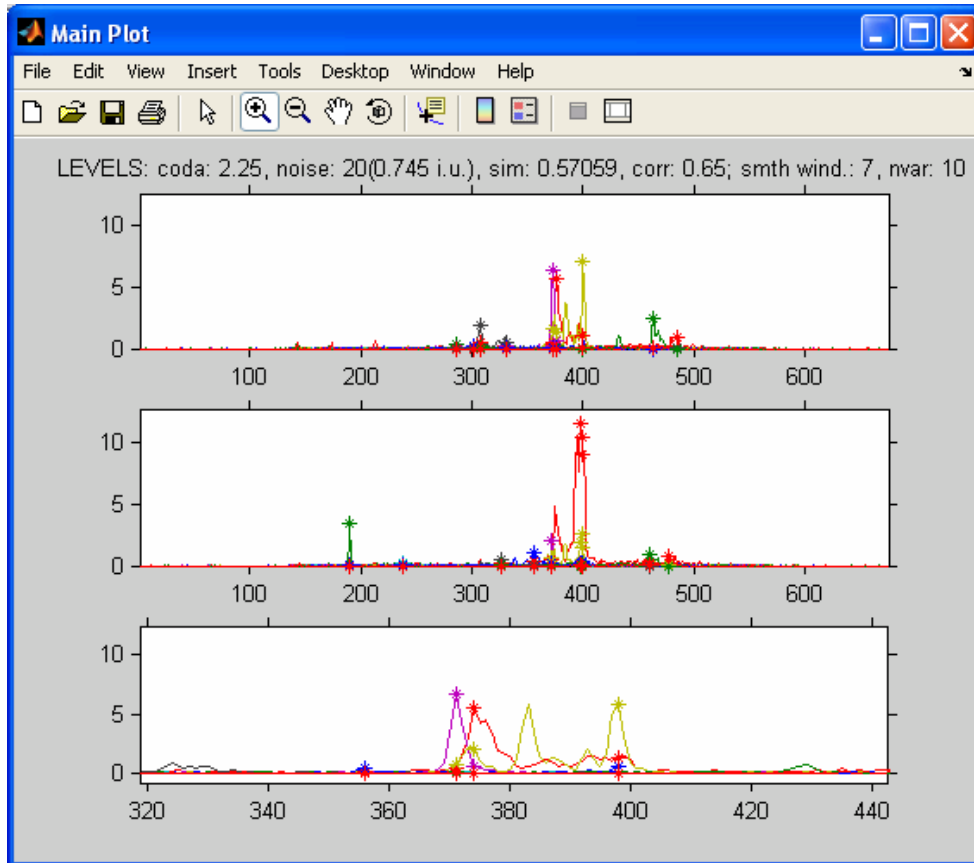 Main Plot
File Edit View Insert Tools Desktop Window Help
LEVELS: coda: 2.25, noise: 20(0.745 i.u.), sim: 0.57059, corr: 0.65; smth wind.: 7, nvar: 10
10
5
0
100 200 300 400 500 600
10
5
0
100 200 300 400 500 600
10
5
0
320 340 360 380 400 420 440